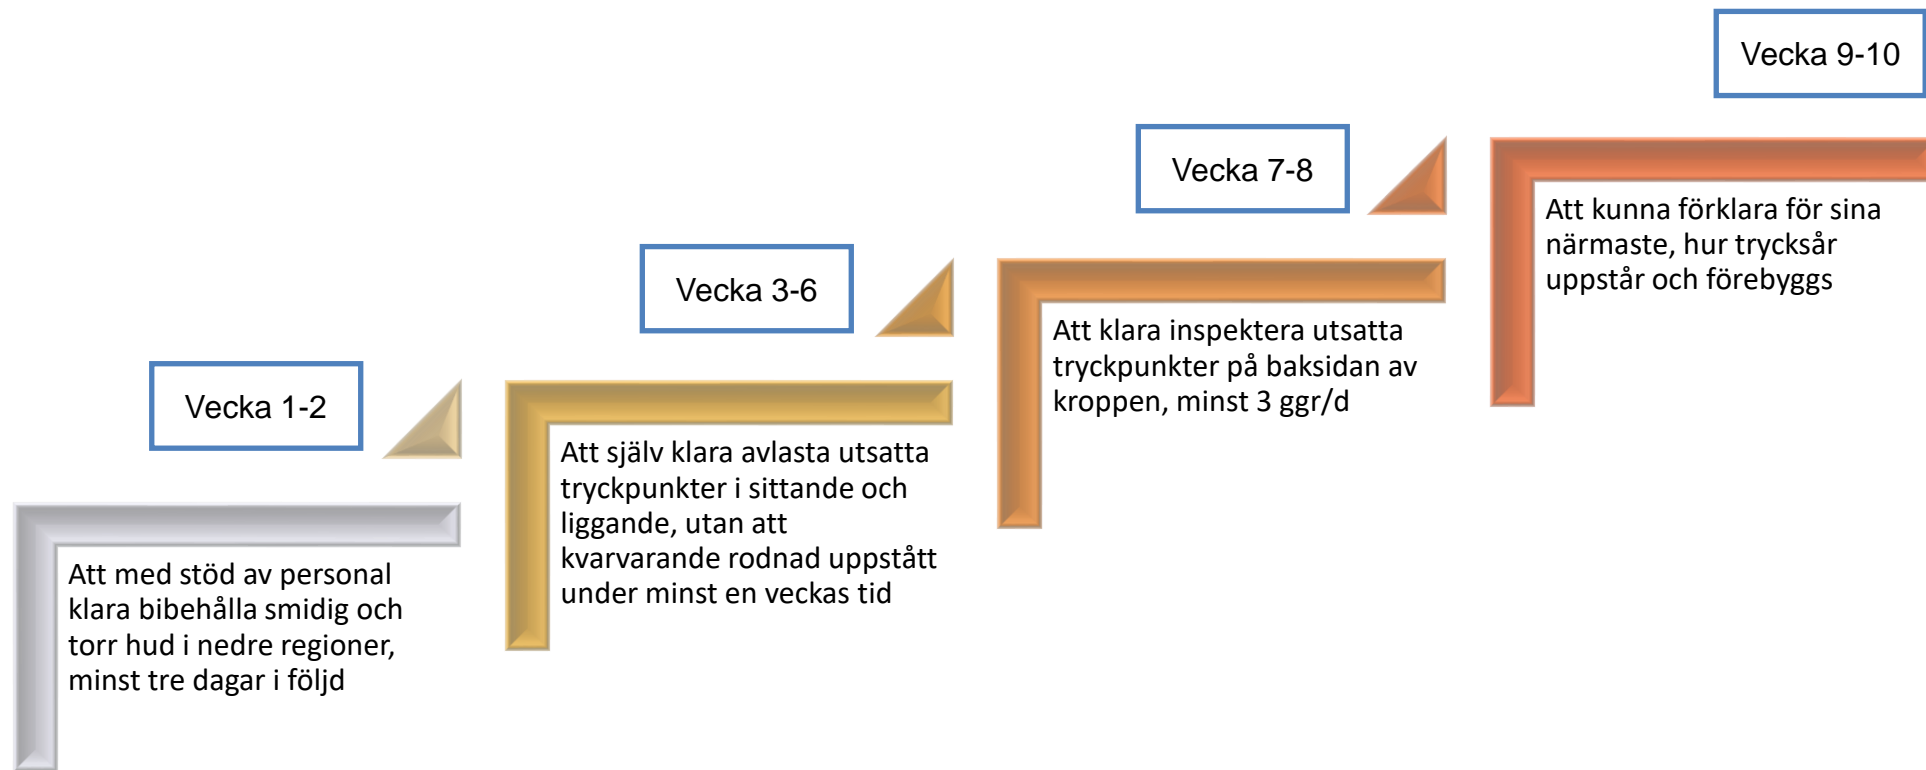 Vecka 1-2
Att med stöd av personal
klara bibehålla smidig och
torr hud i nedre regioner,
minst tre dagar i följd
Vecka 3-6
Att själv klara avlasta utsatta
tryckpunkter i sittande och
liggande, utan att
kvarvarande rodnad uppstått
under minst en veckas tid
Vecka 7-8
Att klara inspektera utsatta
tryckpunkter på baksidan av
kroppen, minst 3 ggr/d
Vecka 9-10
Att kunna förklara för sina
närmaste, hur trycksår
uppstår och förebyggs